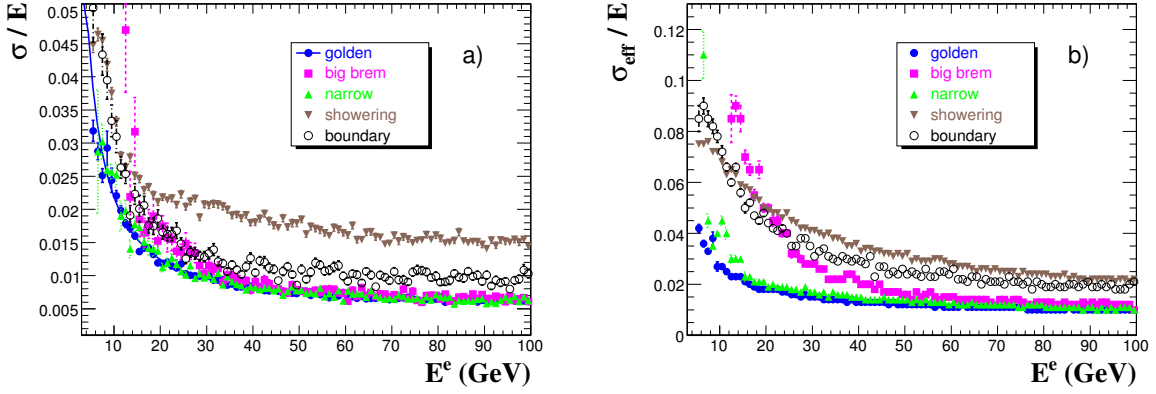 σ / E
0.045
0.04
0.035
0.03
0.025
0.02
0.015
0.01
0.005
10 20 30 40 50 60 70 80 90 100
E^e (GeV)
a)
golden
big brem
narrow
showering
boundary
σ_eff / E
0.12
0.1
0.08
0.06
0.04
0.02
0
10 20 30 40 50 60 70 80 90 100
E^e (GeV)
b)
golden
big brem
narrow
showering
boundary